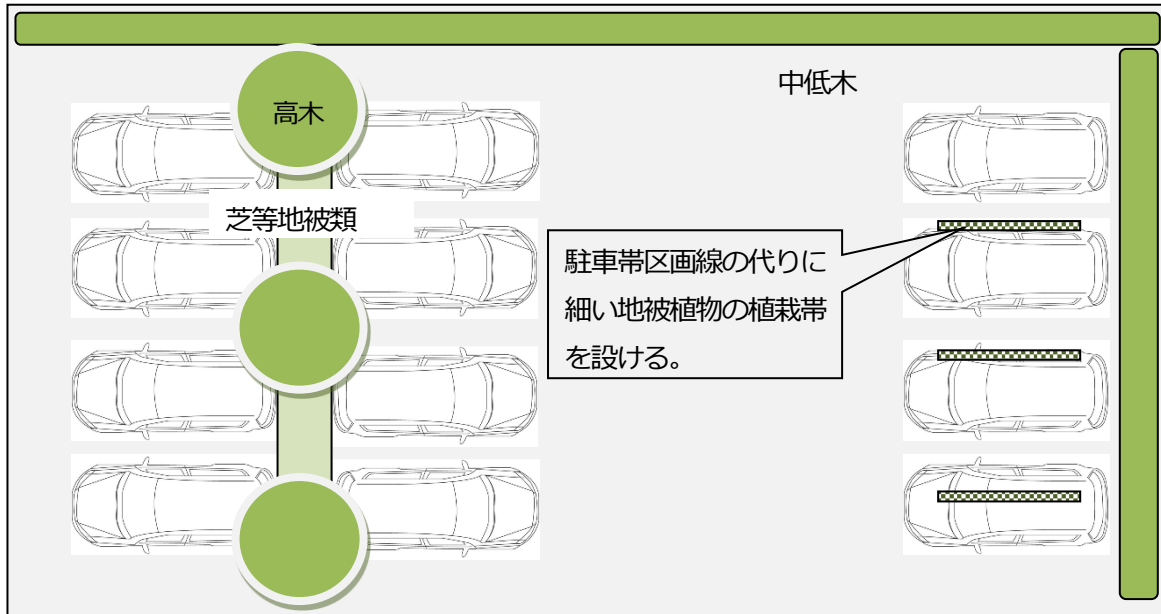 中低木
高木
芝等地被類
駐車帯区画線の代りに
細い地被植物の植栽帯
を設ける。